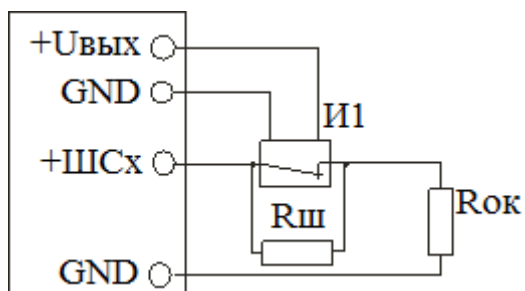 +Uвых
GND
И1
+ШСх
Rш
Rок
GND